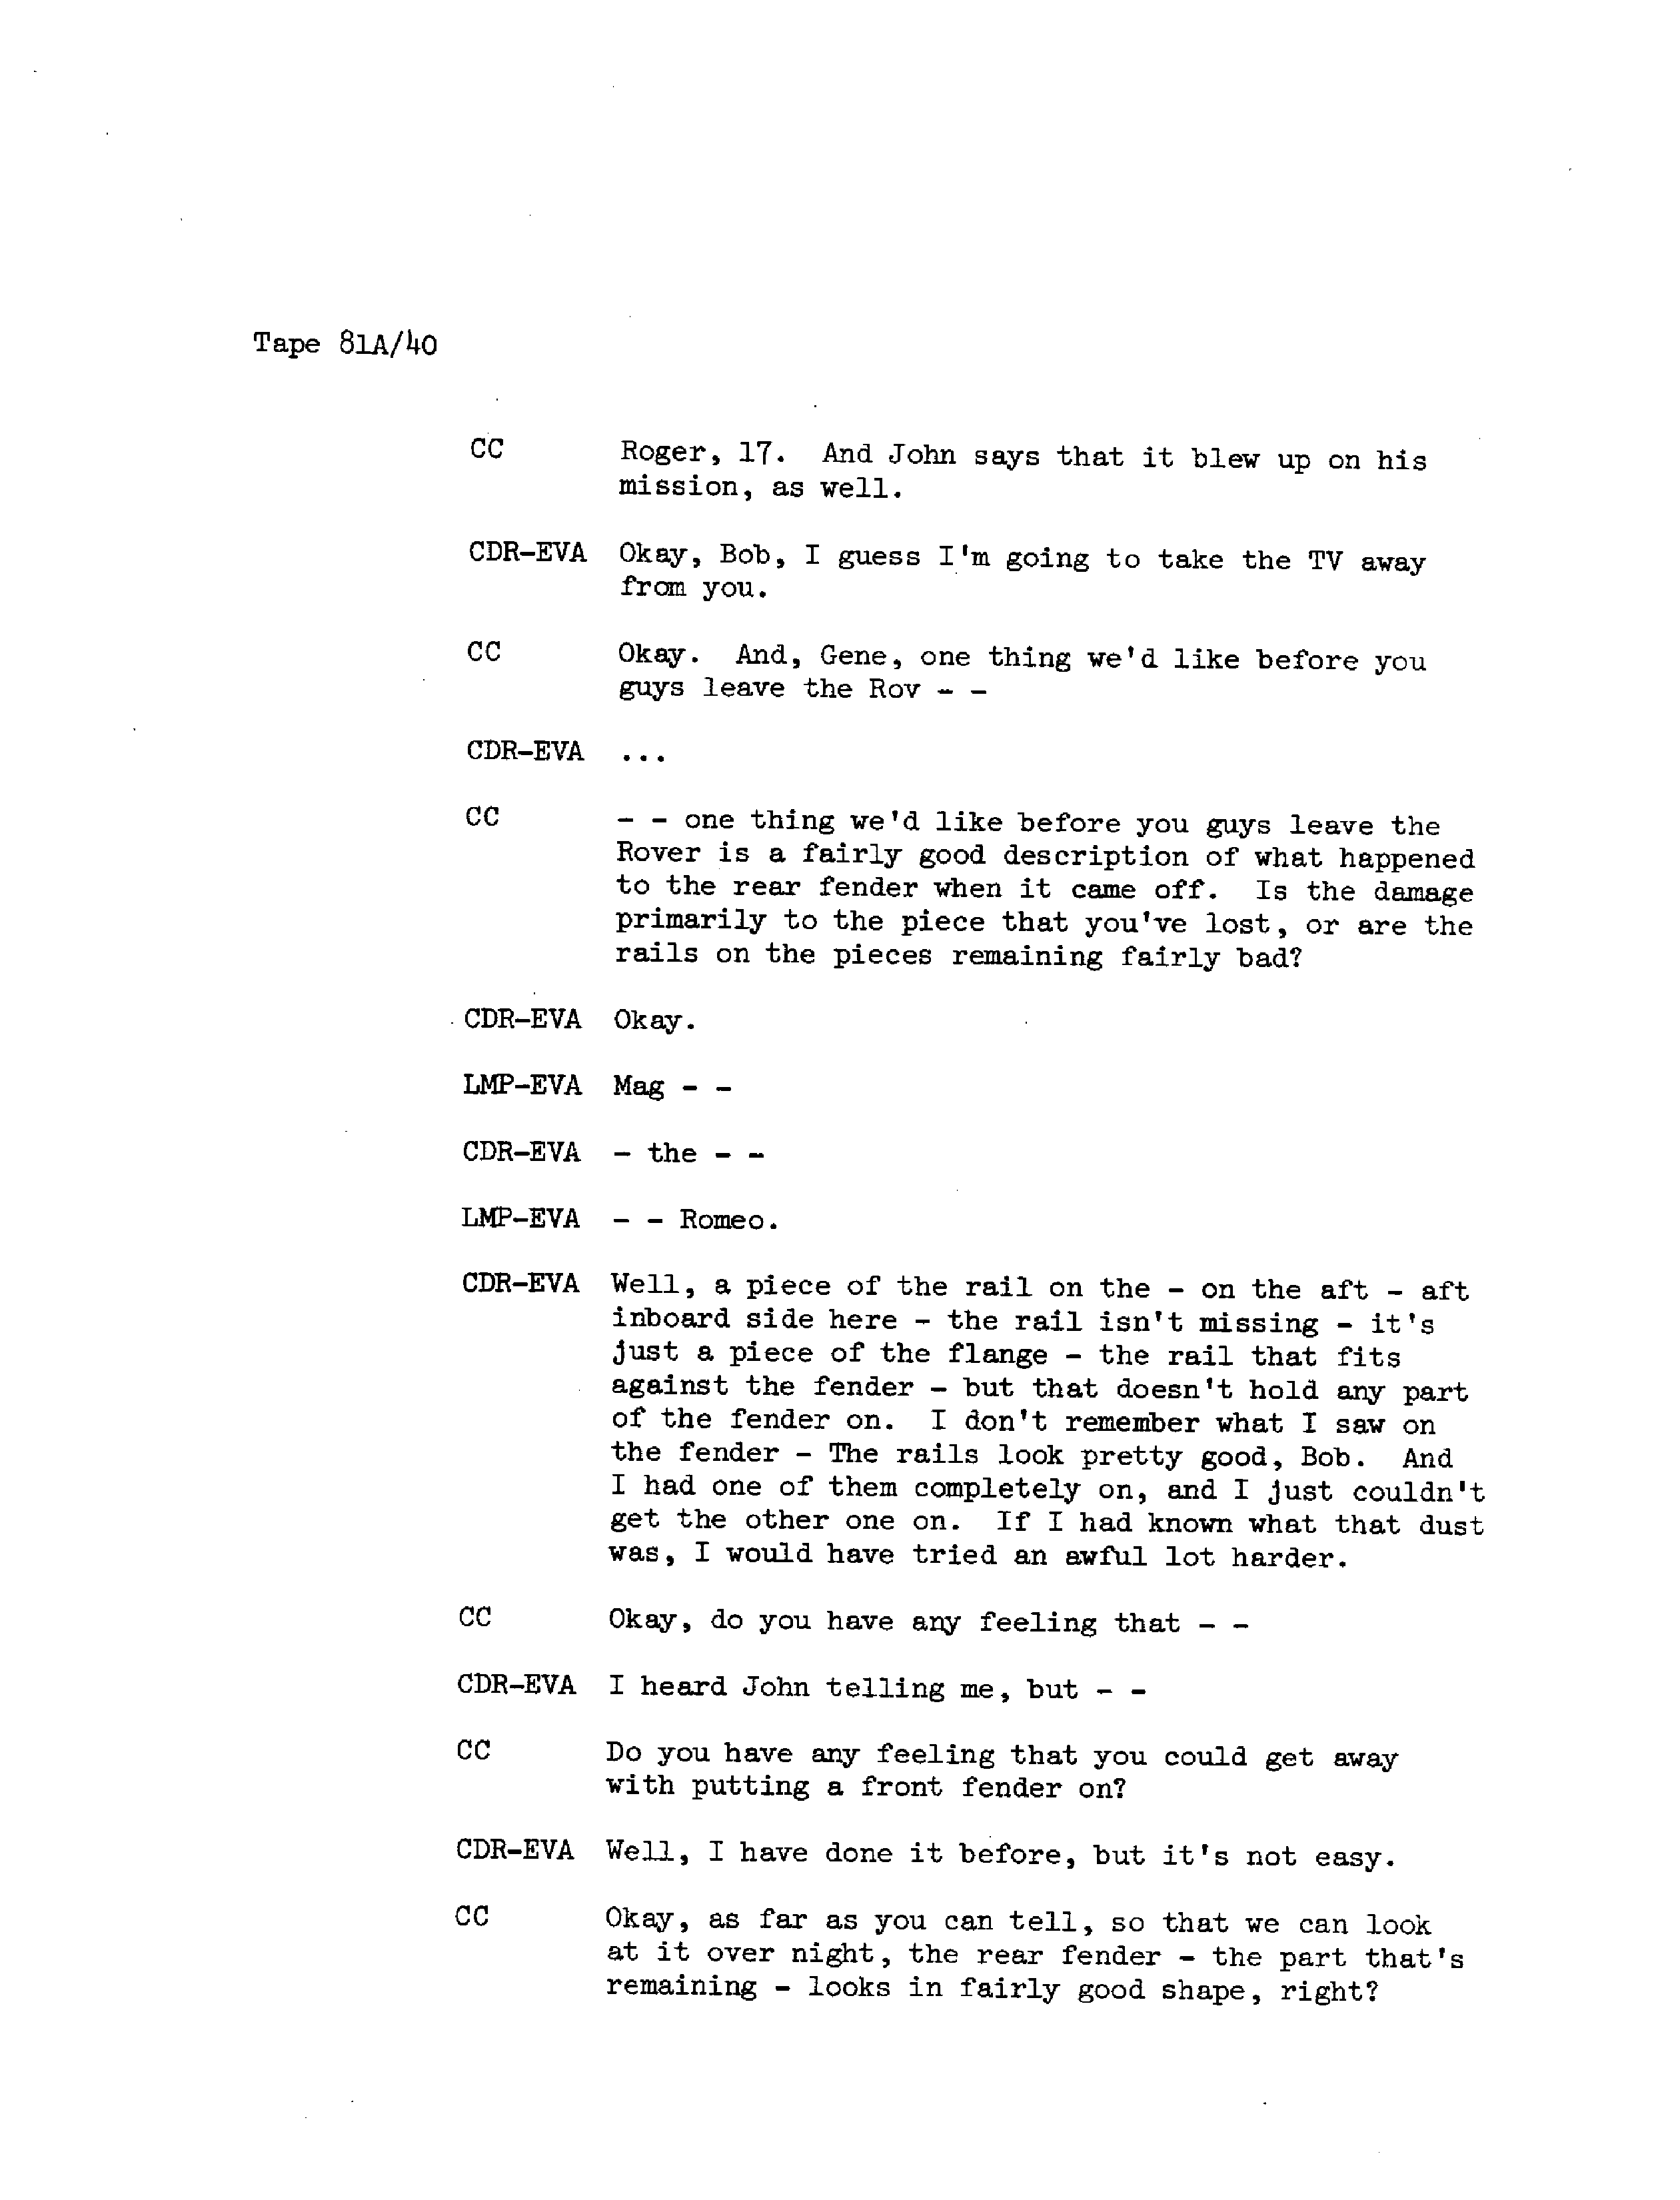 Tape 81A/40
CC Roger, 17. And John says that it blew up on his
mission, as well.
CDR-EVA Okay, Bob, I guess I'm going to take the TV away
from you.
CC Okay. And, Gene, one thing we'd like before you
guys leave the Rov - -
CDR-EVA ...
CC - - one thing we'd like before you guys leave the
Rover is a fairly good description of what happened
to the rear fender when it came off. Is the damage
primarily to the piece that you've lost, or are the
rails on the pieces remaining fairly bad?
CDR-EVA Okay.
LMP-EVA Mag - -
CDR-EVA - the - -
LMP-EVA - - Romeo.
CDR-EVA Well, a piece of the rail on the - on the aft - aft
inboard side here - the rail isn't missing - it's
just a piece of the flange - the rail that fits
against the fender - but that doesn't hold any part
of the fender on. I don't remember what I saw on
the fender - The rails look pretty good, Bob. And
I had one of them completely on, and I just couldn't
get the other one on. If I had known what that dust
was, I would have tried an awful lot harder.
CC Okay, do you have any feeling that - -
CDR-EVA I heard John telling me, but - -
CC Do you have any feeling that you could get away
with putting a front fender on?
CDR-EVA Well, I have done it before, but it's not easy.
CC Okay, as far as you can tell, so that we can look
at it over night, the rear fender - the part that's
remaining - looks in fairly good shape, right?